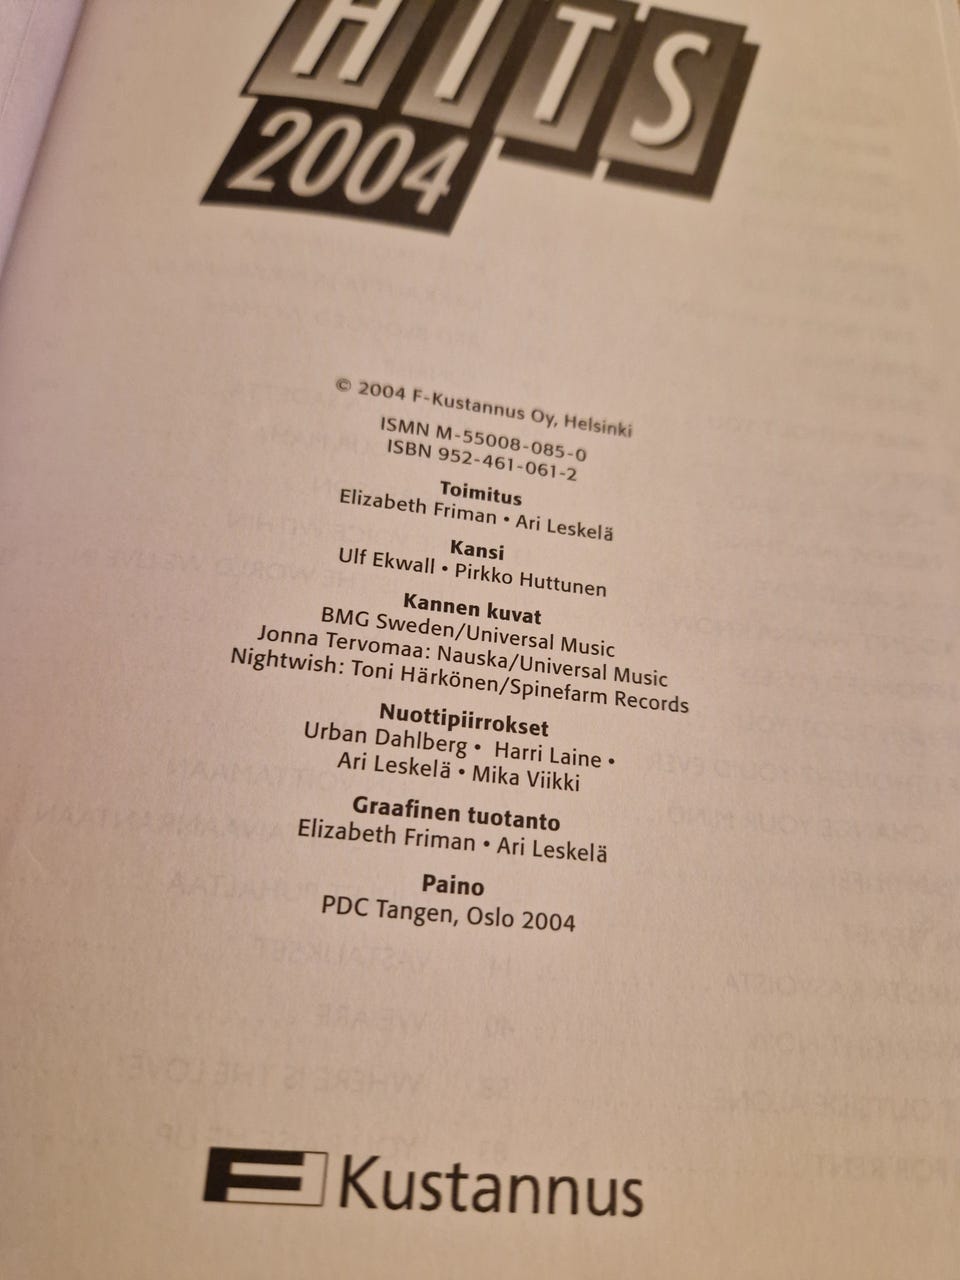 HITS
2004
© 2004 F-Kustannus Oy, Helsinki
ISMN M-55008-085-0
ISBN 952-461-061-2
Toimitus
Elizabeth Friman • Ari Leskelä
Kansi
Ulf Ekwall • Pirkko Huttunen
Kannen kuvat
BMG Sweden/Universal Music
Jonna Tervomaa: Nauska/Universal Music
Nightwish: Toni Härkönen/Spinefarm Records
Nuottipiirrokset
Urban Dahlberg • Harri Laine •
Ari Leskelä • Mika Viikki
Graafinen tuotanto
Elizabeth Friman • Ari Leskelä
Paino
PDC Tangen, Oslo 2004
F Kustannus